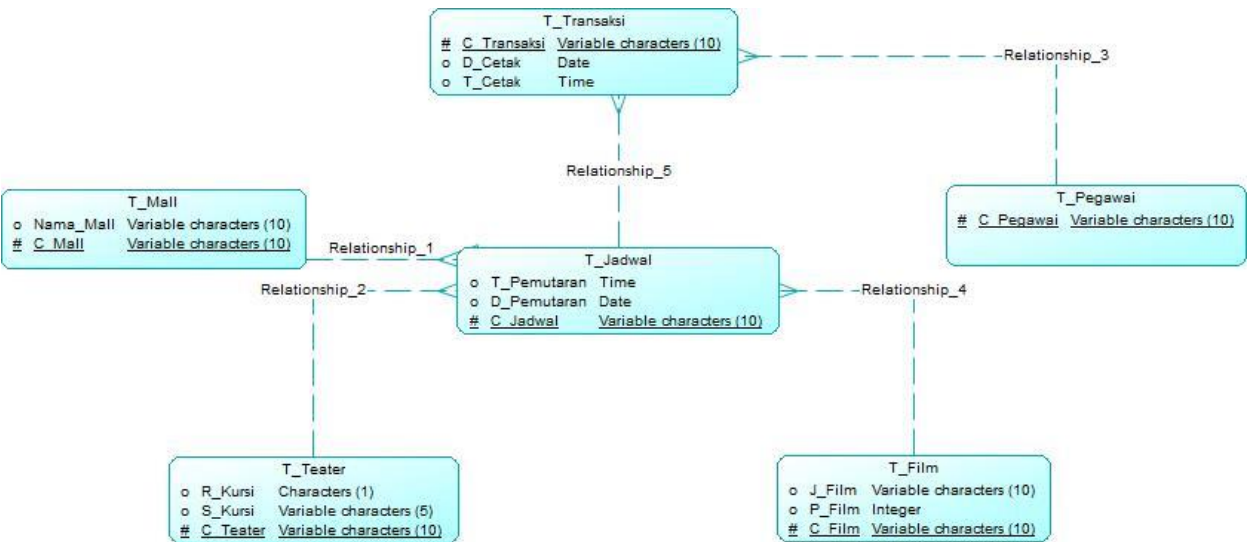 T_Transaksi
# C_Transaksi Variable characters (10)
o D_Cetak Date
o T_Cetak Time
Relationship_3
Relationship_5
T_Mall
o Nama_Mall Variable characters (10)
# C_Mall Variable characters (10)
T_Pegawai
# C_Pegawai Variable characters (10)
Relationship_1
T_Jadwal
o T_Pemutaran Time
o D_Pemutaran Date
# C_Jadwal Variable characters (10)
Relationship_2
Relationship_4
T_Teater
o R_Kursi Characters (1)
o S_Kursi Variable characters (5)
# C_Teater Variable characters (10)
T_Film
o J_Film Variable characters (10)
o P_Film Integer
# C_Film Variable characters (10)